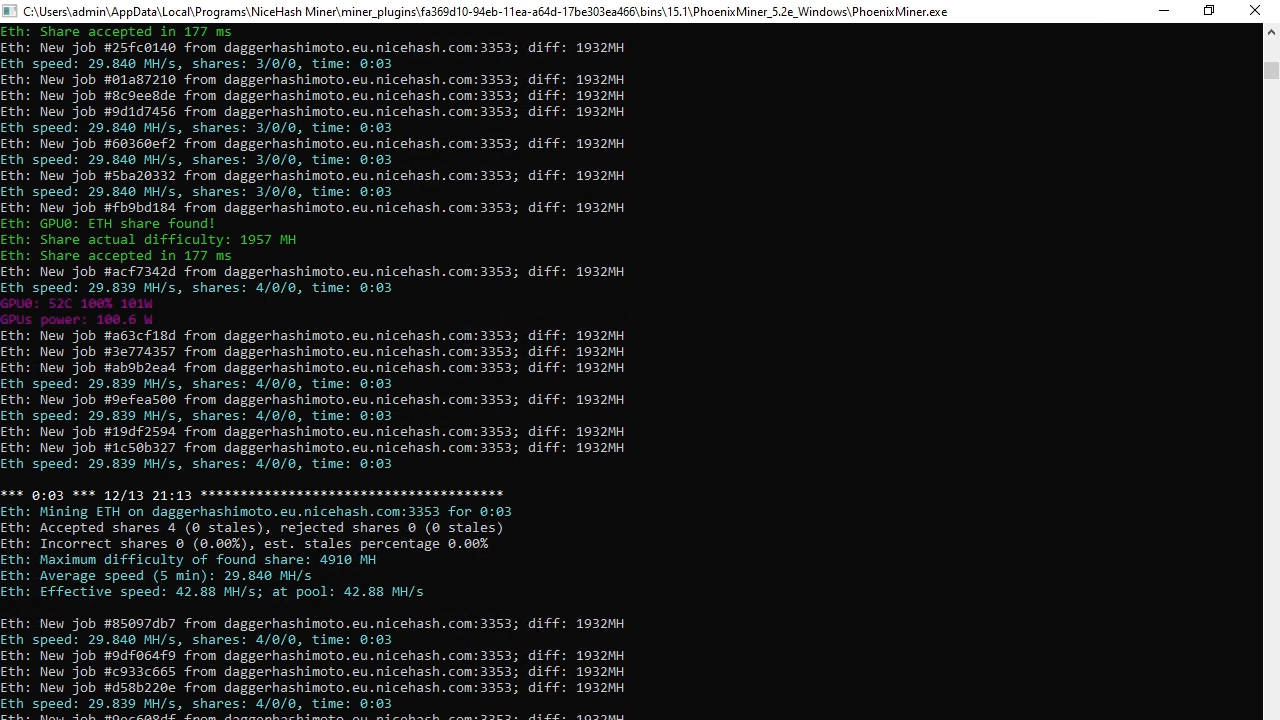 C:\Users\admin\AppData\Local\Programs\NiceHash Miner\miner_plugins\fa369d10-94eb-11ea-a64d-17be303ea466\bins\15.1\PhoenixMiner_5.2e_Windows\PhoenixMiner.exe
Eth: Share accepted in 177 ms
Eth: New job #25fc0140 from daggerhashimoto.eu.nicehash.com:3353; diff: 1932MH
Eth speed: 29.840 MH/s, shares: 3/0/0, time: 0:03
Eth: New job #01a87210 from daggerhashimoto.eu.nicehash.com:3353; diff: 1932MH
Eth: New job #8c9ee8de from daggerhashimoto.eu.nicehash.com:3353; diff: 1932MH
Eth: New job #9d1d7456 from daggerhashimoto.eu.nicehash.com:3353; diff: 1932MH
Eth speed: 29.840 MH/s, shares: 3/0/0, time: 0:03
Eth: New job #60360ef2 from daggerhashimoto.eu.nicehash.com:3353; diff: 1932MH
Eth speed: 29.840 MH/s, shares: 3/0/0, time: 0:03
Eth: New job #5ba20332 from daggerhashimoto.eu.nicehash.com:3353; diff: 1932MH
Eth speed: 29.840 MH/s, shares: 3/0/0, time: 0:03
Eth: New job #fb9bd184 from daggerhashimoto.eu.nicehash.com:3353; diff: 1932MH
Eth: GPU0: ETH share found!
Eth: Share actual difficulty: 1957 MH
Eth: Share accepted in 177 ms
Eth: New job #acf7342d from daggerhashimoto.eu.nicehash.com:3353; diff: 1932MH
Eth speed: 29.839 MH/s, shares: 4/0/0, time: 0:03
GPU0: 52C 100% 101W
GPUs power: 100.6 W
Eth: New job #a63cf18d from daggerhashimoto.eu.nicehash.com:3353; diff: 1932MH
Eth: New job #3e774357 from daggerhashimoto.eu.nicehash.com:3353; diff: 1932MH
Eth: New job #ab9b2ea4 from daggerhashimoto.eu.nicehash.com:3353; diff: 1932MH
Eth speed: 29.839 MH/s, shares: 4/0/0, time: 0:03
Eth: New job #9efea500 from daggerhashimoto.eu.nicehash.com:3353; diff: 1932MH
Eth speed: 29.839 MH/s, shares: 4/0/0, time: 0:03
Eth: New job #19df2594 from daggerhashimoto.eu.nicehash.com:3353; diff: 1932MH
Eth: New job #1c50b327 from daggerhashimoto.eu.nicehash.com:3353; diff: 1932MH
Eth speed: 29.839 MH/s, shares: 4/0/0, time: 0:03
*** 0:03 *** 12/13 21:13 **************************************
Eth: Mining ETH on daggerhashimoto.eu.nicehash.com:3353 for 0:03
Eth: Accepted shares 4 (0 stales), rejected shares 0 (0 stales)
Eth: Incorrect shares 0 (0.00%), est. stales percentage 0.00%
Eth: Maximum difficulty of found share: 4910 MH
Eth: Average speed (5 min): 29.840 MH/s
Eth: Effective speed: 42.88 MH/s; at pool: 42.88 MH/s
Eth: New job #85097db7 from daggerhashimoto.eu.nicehash.com:3353; diff: 1932MH
Eth speed: 29.840 MH/s, shares: 4/0/0, time: 0:03
Eth: New job #9df064f9 from daggerhashimoto.eu.nicehash.com:3353; diff: 1932MH
Eth: New job #c933c665 from daggerhashimoto.eu.nicehash.com:3353; diff: 1932MH
Eth: New job #d58b220e from daggerhashimoto.eu.nicehash.com:3353; diff: 1932MH
Eth speed: 29.839 MH/s, shares: 4/0/0, time: 0:03
Eth: New job #9ec608df from daggerhashimoto.eu.nicehash.com:3353; diff: 1932MH